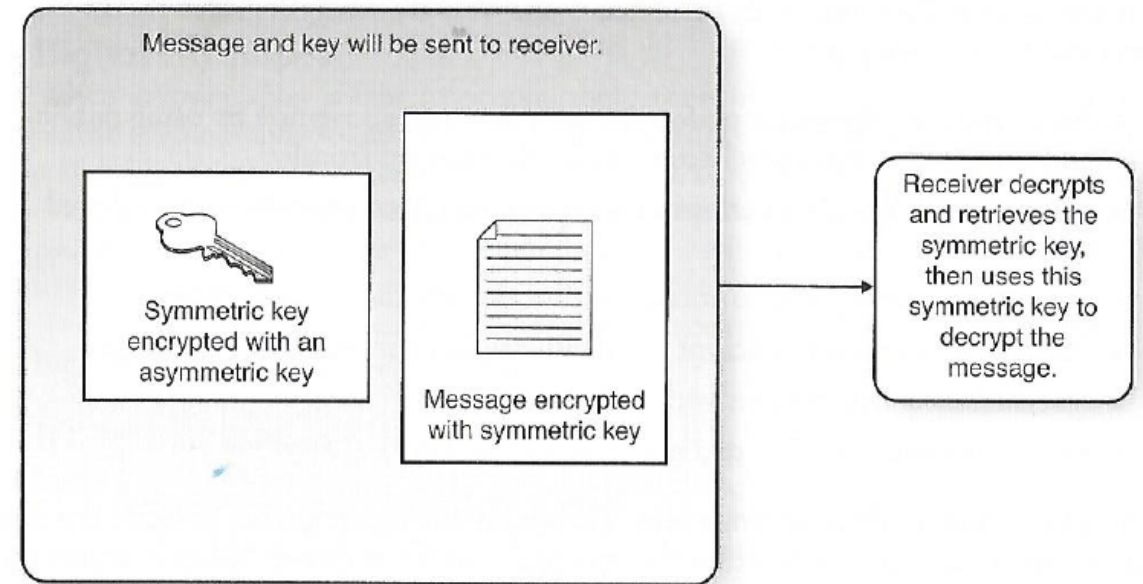 Message and key will be sent to receiver.
Symmetric key
encrypted with an
asymmetric key
Message encrypted
with symmetric key
Receiver decrypts
and retrieves the
symmetric key,
then uses this
symmetric key to
decrypt the
message.